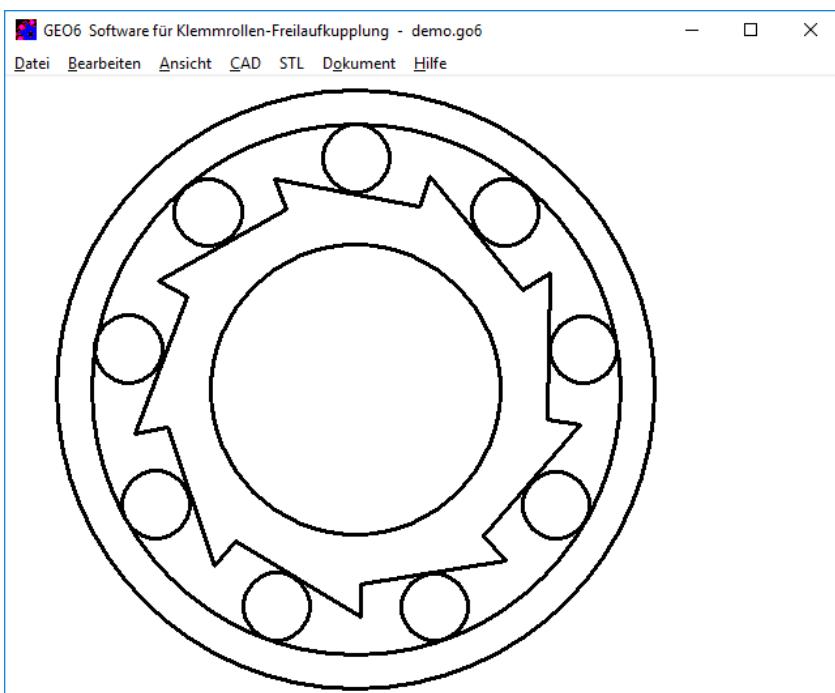 GEO6 Software für Klemmrollen-Freilaufkupplung - demo.go6
Datei Bearbeiten Ansicht CAD STL Dokument Hilfe